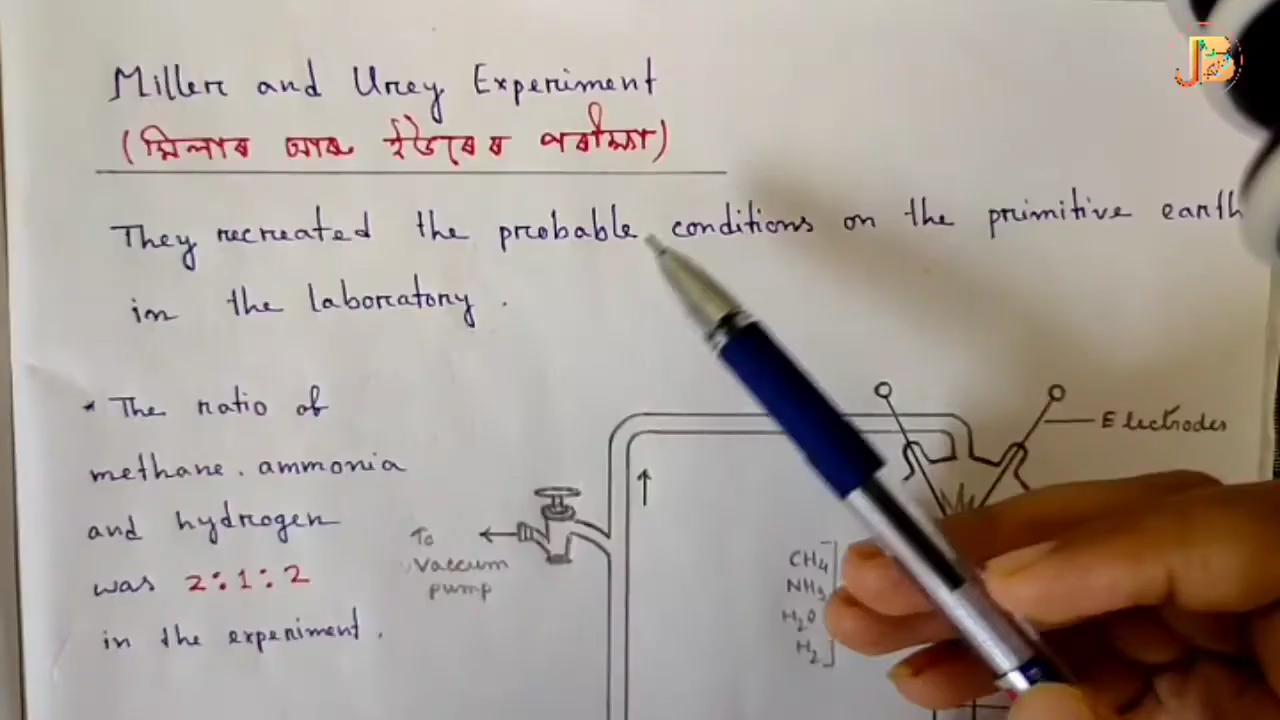 Miller and Urey Experiment
(মিলাৰ আৰু ইউৰেৰ পৰীক্ষা)
They recreated the probable conditions on the primitive earth
in the laboratory.
* The ratio of
methane. ammonia
and hydrogen
was 2:1:2
in the experiment.
Electrodes
To
Vaccum
pump
CH4
NH3
H2O
H2
JB